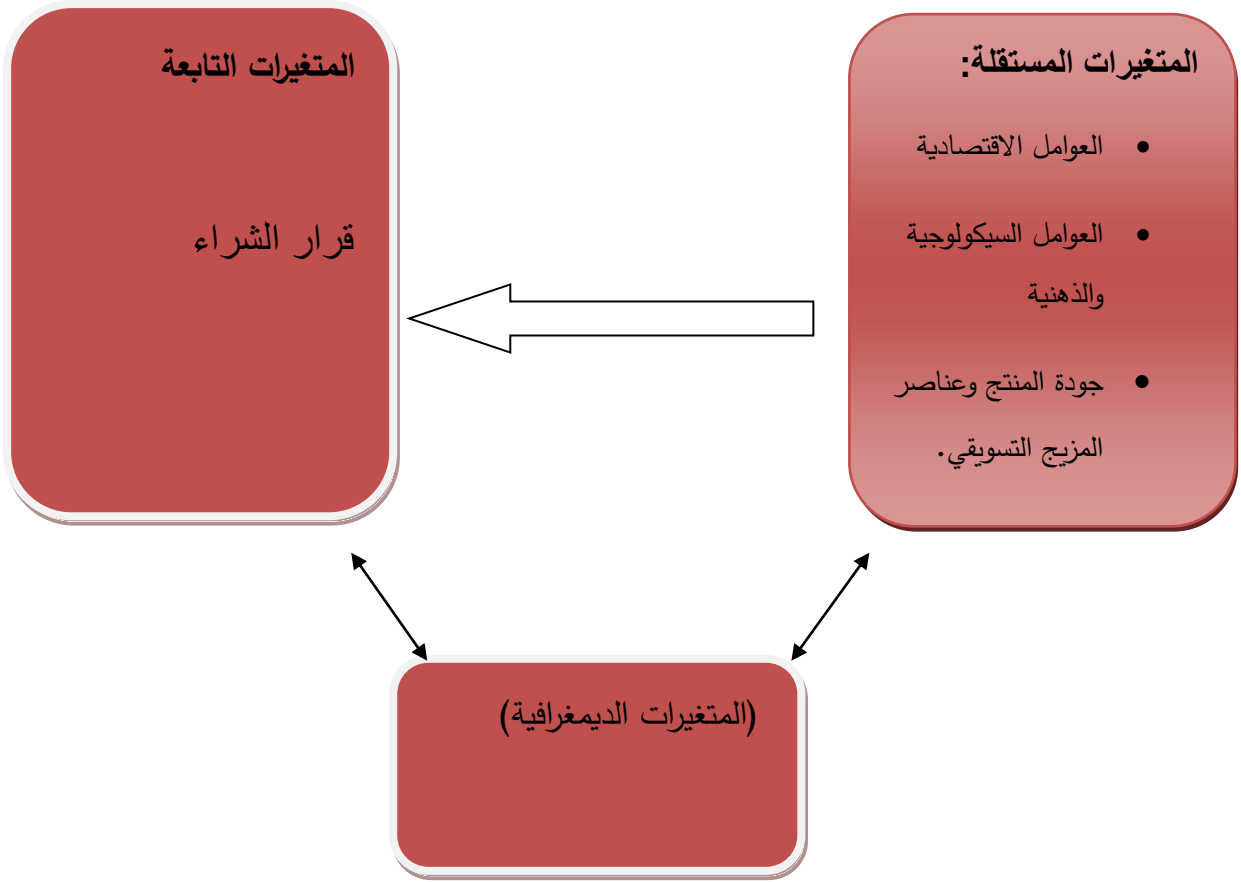 المتغيرات المستقلة:
• العوامل الاقتصادية
• العوامل السيكولوجية
والذهنية
• جودة المنتج وعناصر
المزيج التسويقي.
المتغيرات التابعة
قرار الشراء
(المتغيرات الديمغرافية)